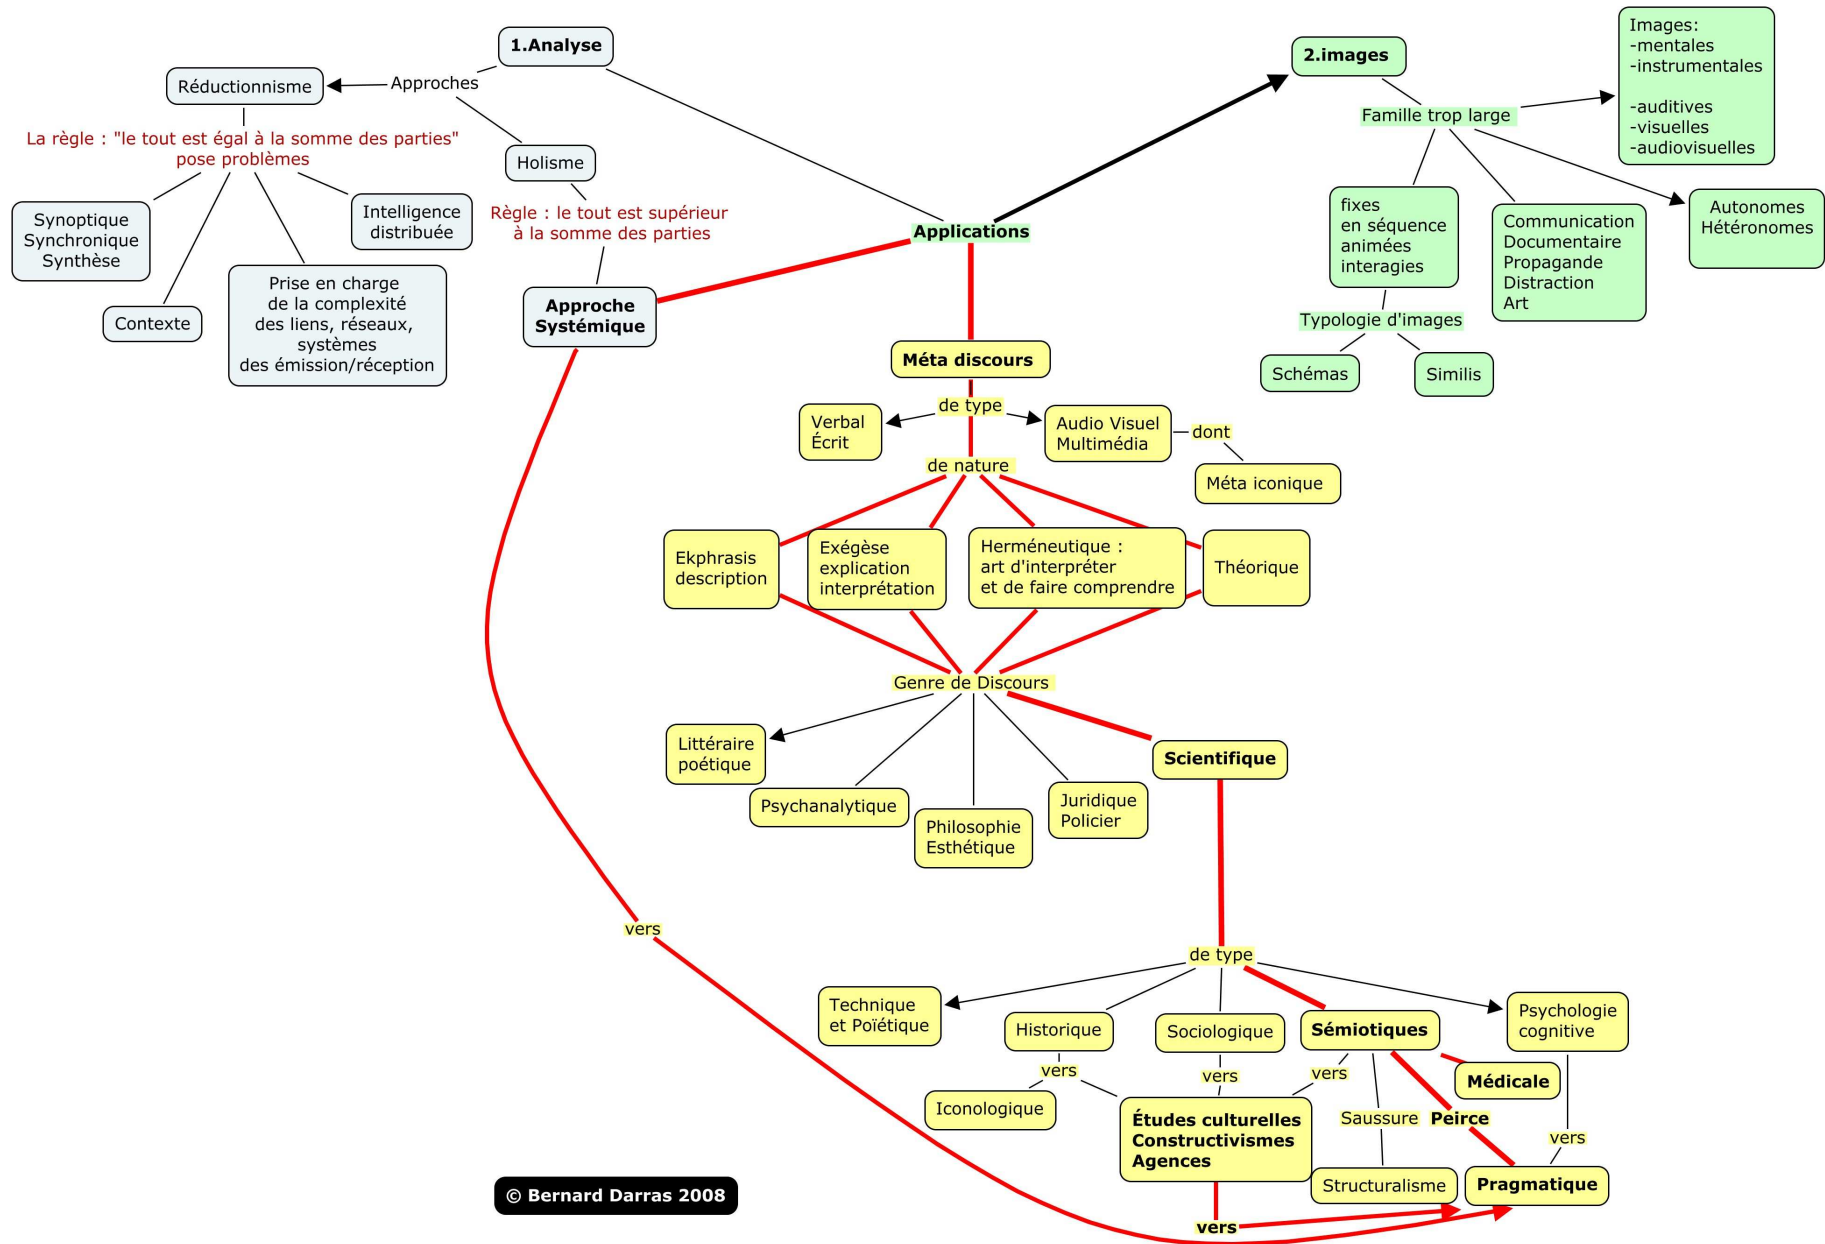 1.Analyse
Approches
Réductionnisme
La règle : "le tout est égal à la somme des parties"
pose problèmes
Synoptique
Synchronique
Synthèse
Contexte
Prise en charge
de la complexité
des liens, réseaux,
systèmes
des émission/réception
Intelligence
distribuée
Holisme
Règle : le tout est supérieur
à la somme des parties
Approche
Systémique
Applications
2.images
Famille trop large
Images:
-mentales
-instrumentales
-auditives
-visuelles
-audiovisuelles
fixes
en séquence
animées
interagies
Communication
Documentaire
Propagande
Distraction
Art
Autonomes
Hétéronomes
Typologie d'images
Schémas
Similis
Méta discours
de type
Verbal
Écrit
Audio Visuel
Multimédia
dont
Méta iconique
de nature
Ekphrasis
description
Exégèse
explication
interprétation
Herméneutique :
art d'interpréter
et de faire comprendre
Théorique
Genre de Discours
Littéraire
poétique
Psychanalytique
Philosophie
Esthétique
Juridique
Policier
Scientifique
vers
de type
Technique
et Poïétique
Historique
Sociologique
Sémiotiques
Psychologie
cognitive
vers
vers
vers
Médicale
Iconologique
Études culturelles
Constructivismes
Agences
Saussure
Peirce
vers
Structuralisme
Pragmatique
vers
© Bernard Darras 2008